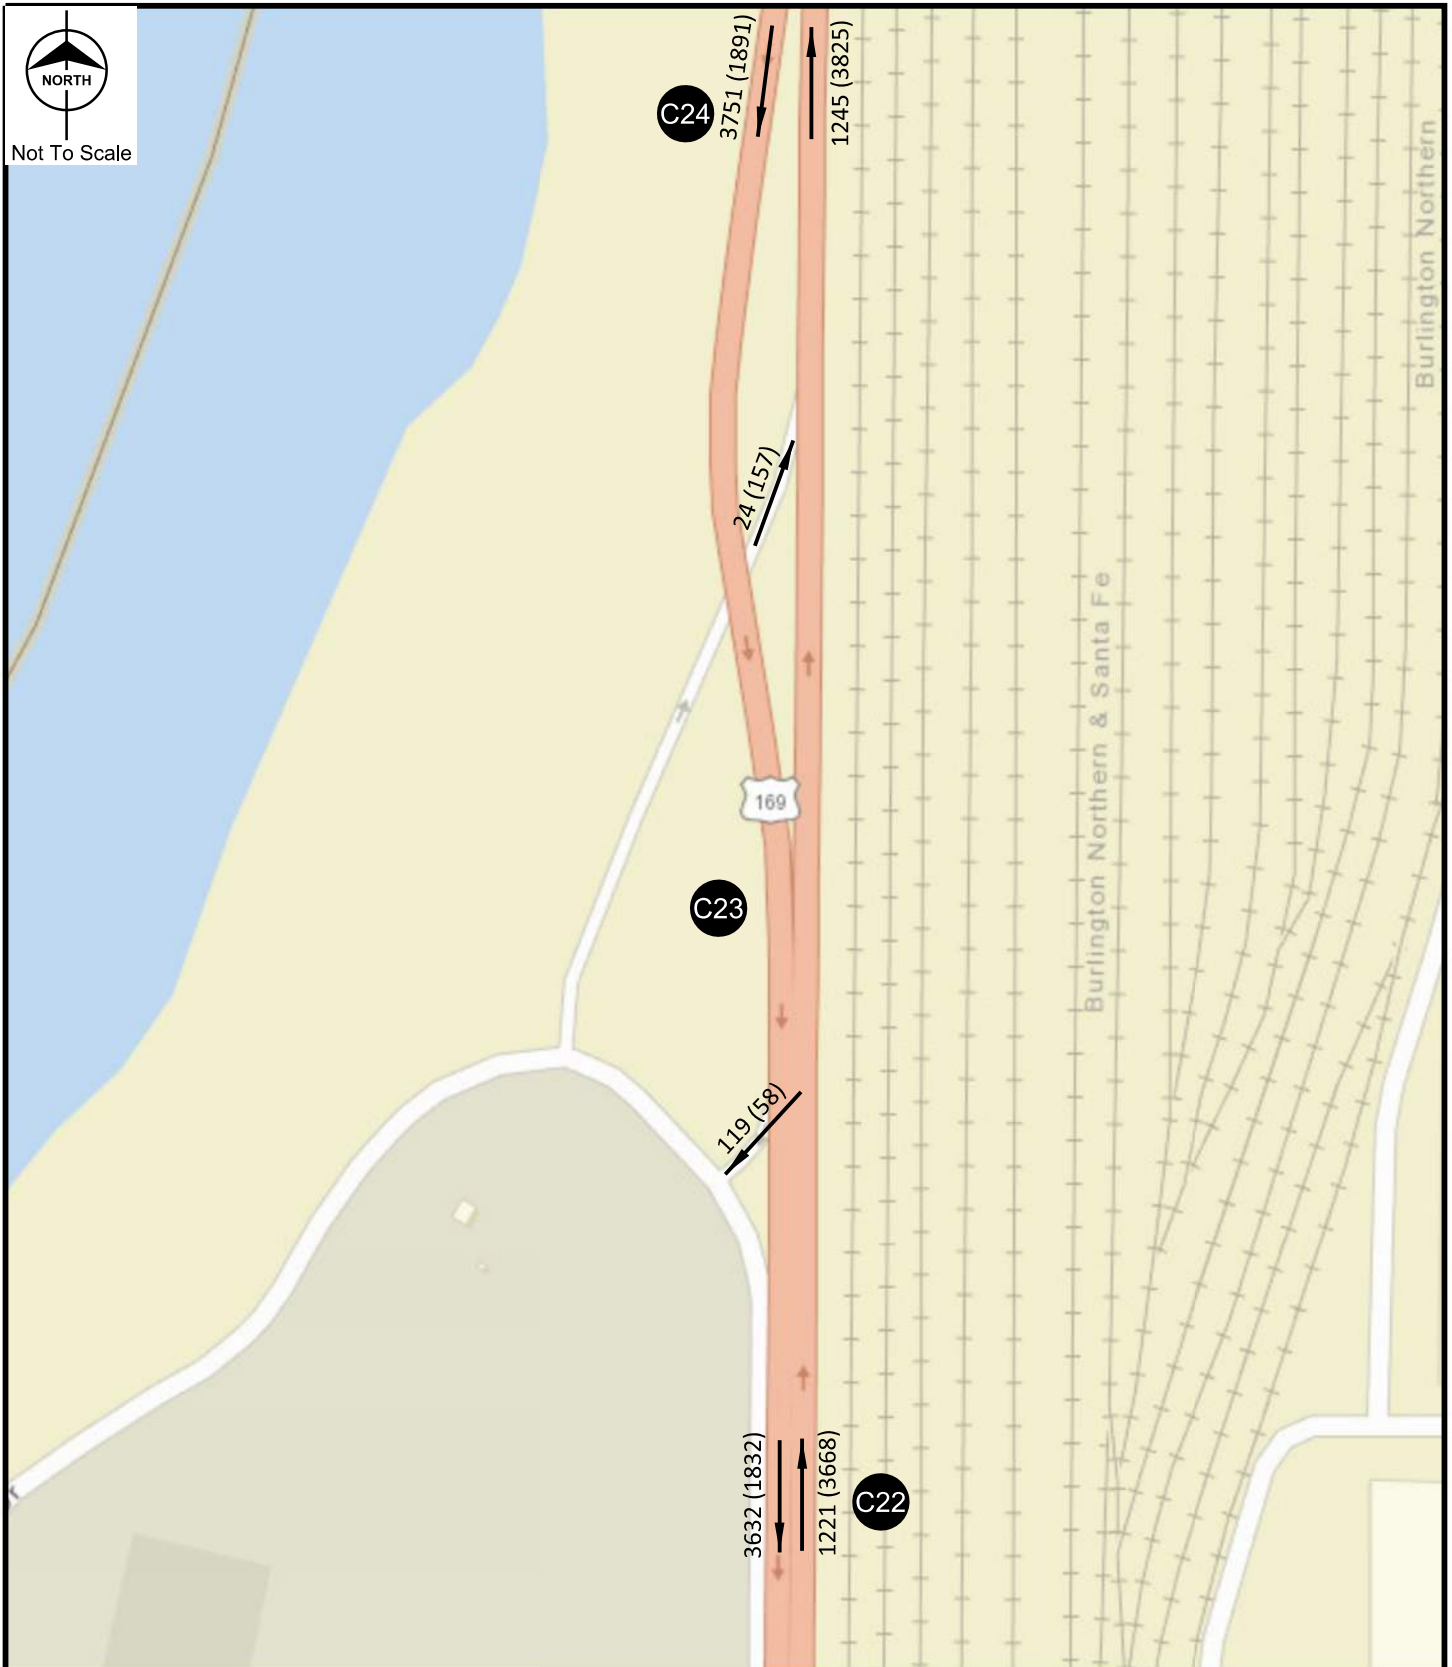 NORTH
Not To Scale
C24
3751 (1891)
1245 (3825)
Burlington Northern
24 (157)
Burlington Northern & Santa Fe
169
C23
119 (58)
3632 (1832)
1221 (3668)
C22